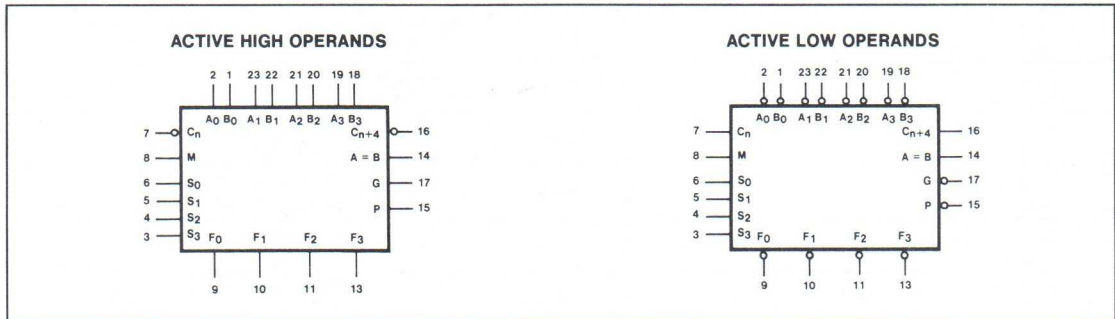 ACTIVE HIGH OPERANDS
2 1 23 22 21 20 19 18
A0 B0 A1 B1 A2 B2 A3 B3
7 Cn Cn+4 16
8 M A = B 14
6 S0 G 17
5 S1 P 15
4 S2
3 S3
F0 F1 F2 F3
9 10 11 13
ACTIVE LOW OPERANDS
2 1 23 22 21 20 19 18
A0 B0 A1 B1 A2 B2 A3 B3
7 Cn Cn+4 16
8 M A = B 14
6 S0 G 17
5 S1 P 15
4 S2
3 S3
F0 F1 F2 F3
9 10 11 13